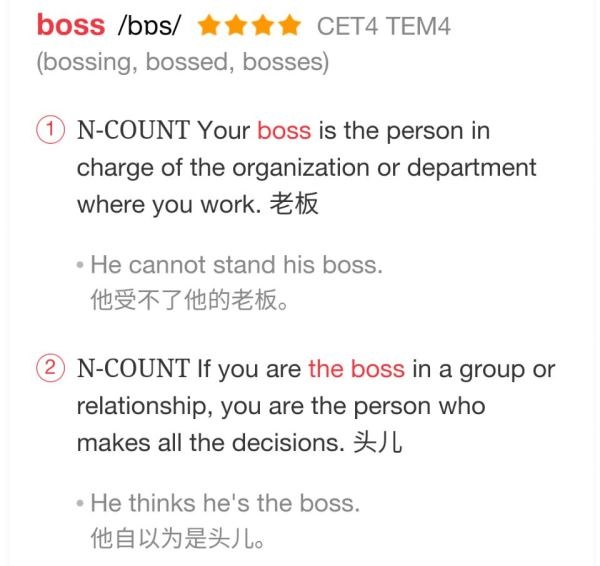 boss /bɒs/ ★★★★ CET4 TEM4
(bossing, bossed, bosses)
① N-COUNT Your boss is the person in
charge of the organization or department
where you work. 老板
• He cannot stand his boss.
他受不了他的老板。
② N-COUNT If you are the boss in a group or
relationship, you are the person who
makes all the decisions. 头儿
• He thinks he's the boss.
他自以为是头儿。